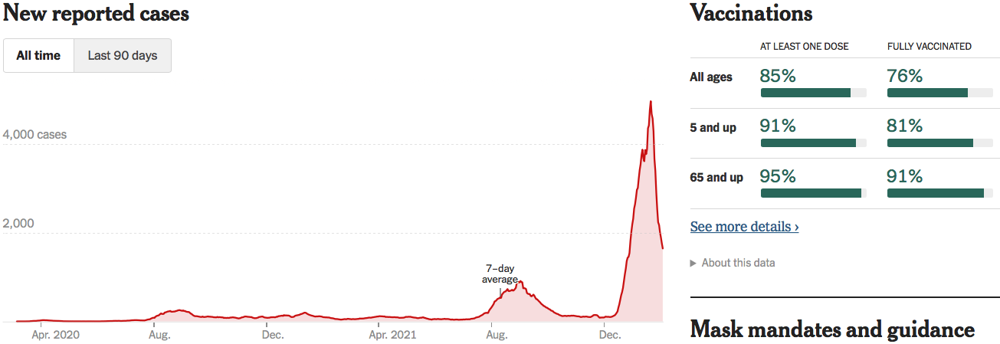 New reported cases
All time
Last 90 days
4,000 cases
2,000
7–day
average
Apr. 2020
Aug.
Dec.
Apr. 2021
Aug.
Dec.
Vaccinations
AT LEAST ONE DOSE
FULLY VACCINATED
All ages
85%
76%
5 and up
91%
81%
65 and up
95%
91%
See more details ›
About this data
Mask mandates and guidance